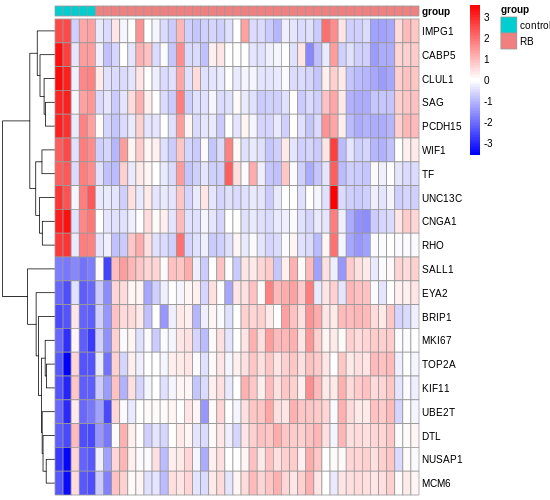 group
IMPG1
CABP5
CLUL1
SAG
PCDH15
WIF1
TF
UNC13C
CNGA1
RHO
SALL1
EYA2
BRIP1
MKI67
TOP2A
KIF11
UBE2T
DTL
NUSAP1
MCM6
3
2
1
0
-1
-2
-3
group
control
RB